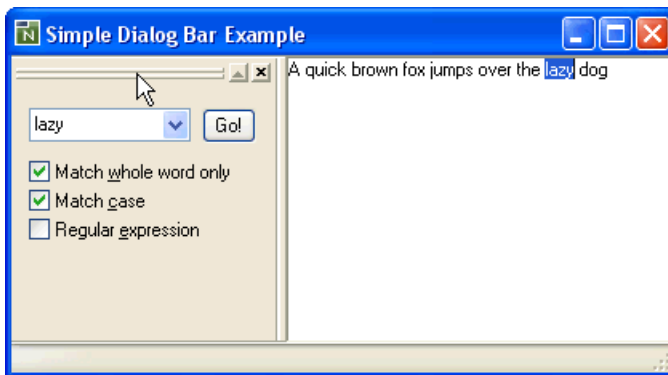 Simple Dialog Bar Example
A quick brown fox jumps over the lazy dog
lazy
Go!
Match whole word only
Match case
Regular expression